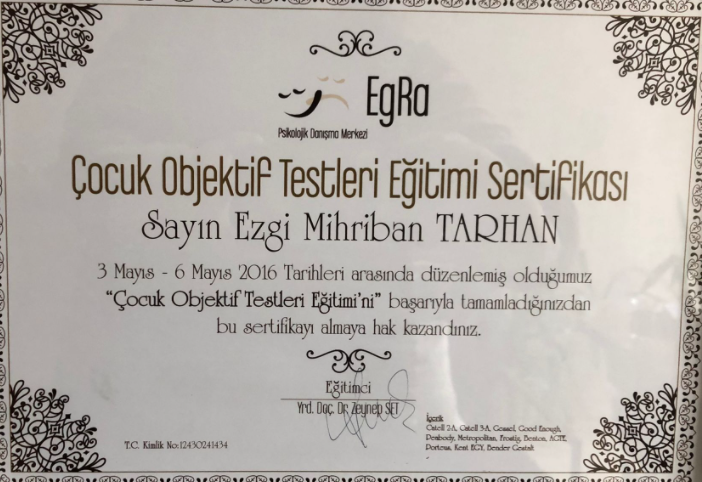 EgRa
Psikolojik Danışma Merkezi
Çocuk Objektif Testleri Eğitimi Sertifikası
Sayın Ezgi Mihriban TARHAN
3 Mayıs - 6 Mayıs 2016 Tarihleri arasında düzenlemiş olduğumuz
“Çocuk Objektif Testleri Eğitimi’ni” başarıyla tamamladığınızdan
bu sertifikayı almaya hak kazandınız.
Eğitimci
Yrd. Doç. Dr. Zeynep SET
T.C. Kimlik No:12430241434
İçerik
Catell 2A, Catell 3A, Gessel, Good Enough,
Peabody, Metropolitan, Frostig, Benton, AGTE,
Porteus, Kent EGY, Bender Gestalt